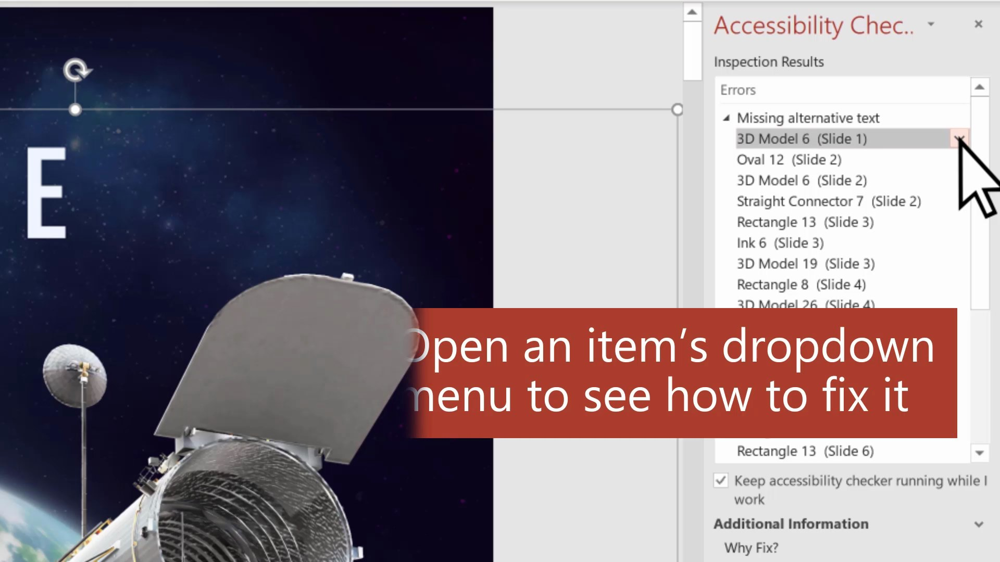 E
Accessibility Chec..
Inspection Results
Errors
Missing alternative text
3D Model 6 (Slide 1)
Oval 12 (Slide 2)
3D Model 6 (Slide 2)
Straight Connector 7 (Slide 2)
Rectangle 13 (Slide 3)
Ink 6 (Slide 3)
3D Model 19 (Slide 3)
Rectangle 8 (Slide 4)
3D Model 26 (Slide 4)
Open an item’s dropdown
menu to see how to fix it
Rectangle 13 (Slide 6)
Keep accessibility checker running while I
work
Additional Information
Why Fix?